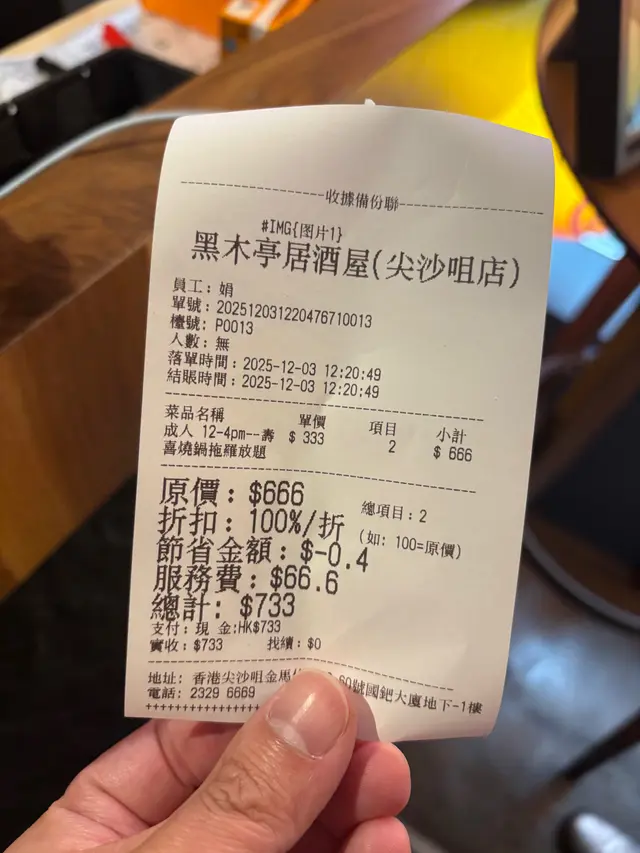 收據備份聯
#IMG{图片1}
黑木亭居酒屋(尖沙咀店)
員工: 娟
單號: 202512031220476710013
檯號: P0013
人數: 無
落單時間: 2025-12-03 12:20:49
結賬時間: 2025-12-03 12:20:49
菜品名稱 單價 項目 小計
成人 12-4pm--壽喜燒鍋拖羅放題 $ 333 2 $ 666
原價: $666 總項目: 2
折扣: 100%/折 (如: 100=原價)
節省金額: $-0.4
服務費: $66.6
總計: $733
支付: 現 金:HK$733
實收: $733 找續: $0
地址: 香港尖沙咀金馬 60號國鈀大廈地下-1樓
電話: 2329 6669
++++++++++++++++